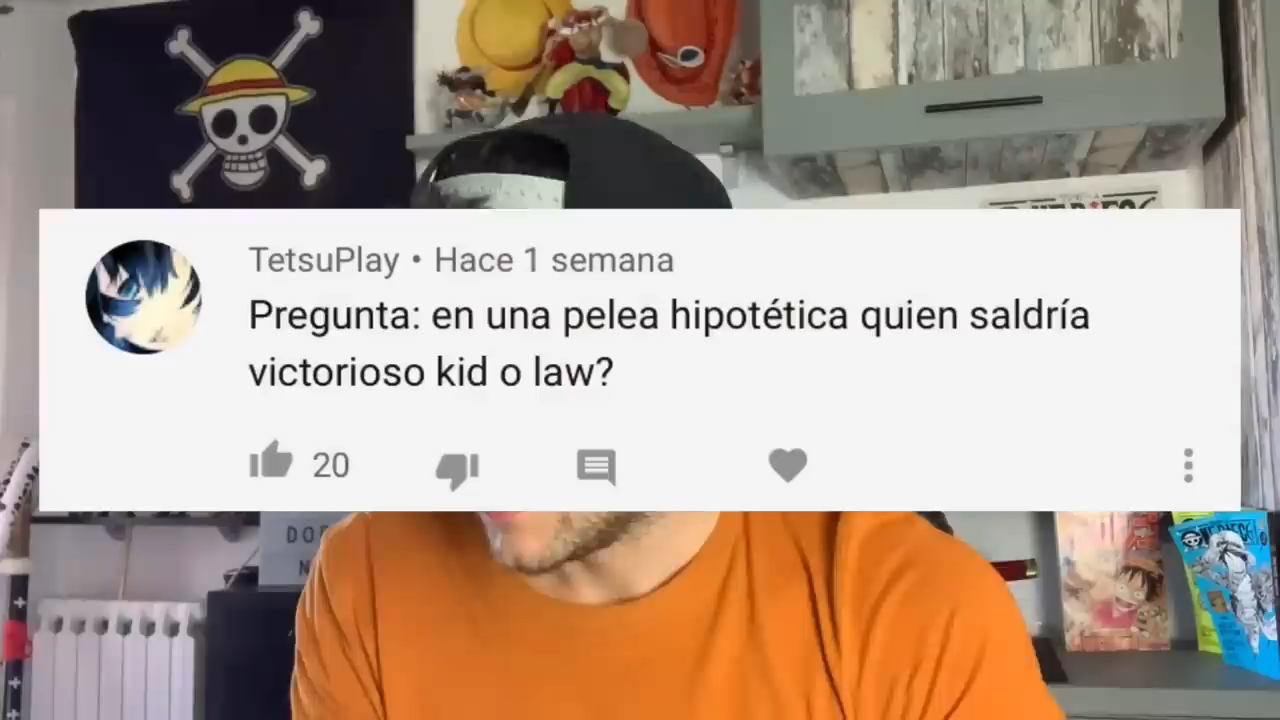 TetsuPlay • Hace 1 semana
Pregunta: en una pelea hipotética quien saldría
victorioso kid o law?
20